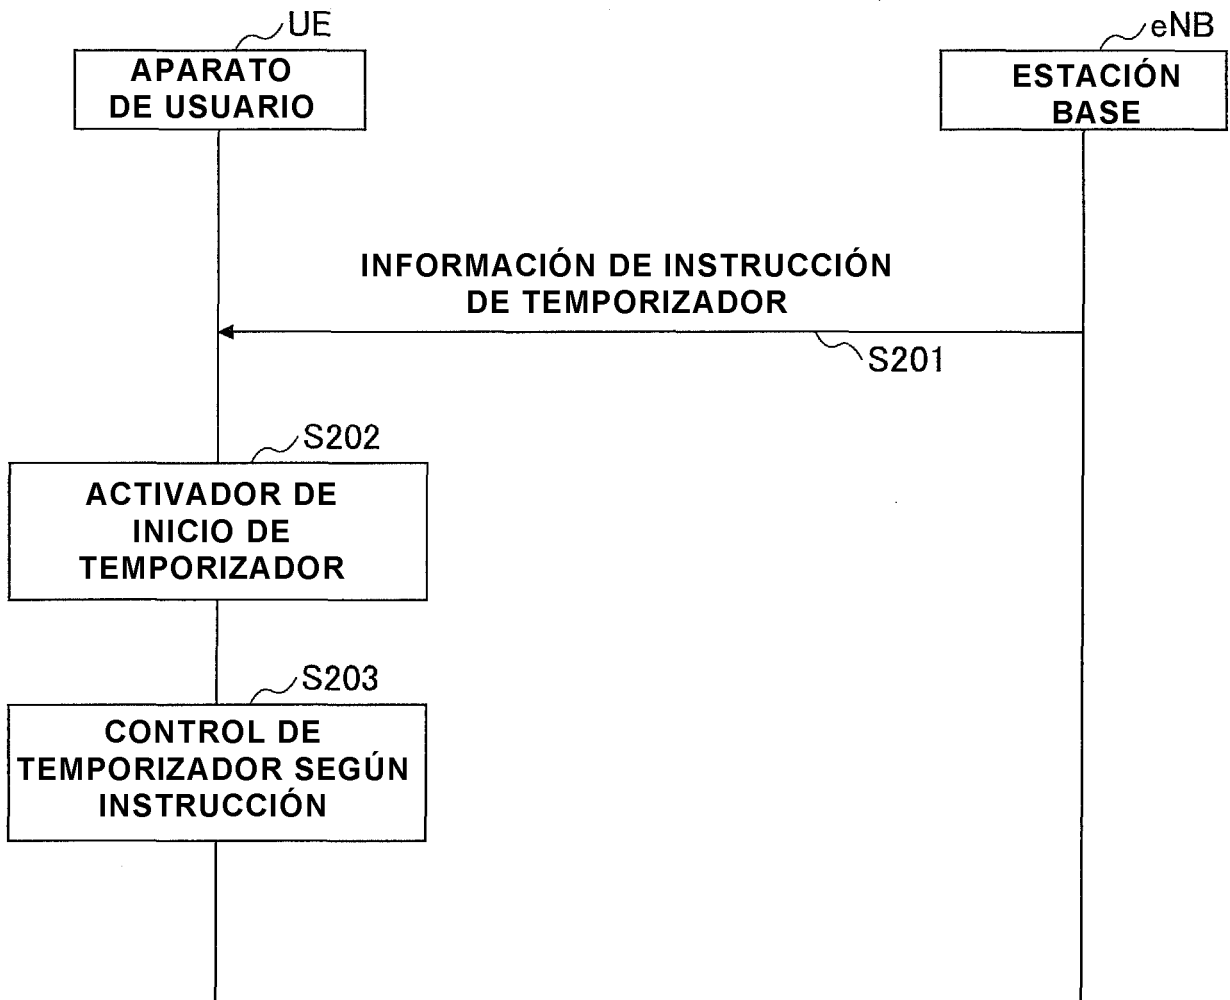 UE
eNB
APARATO
DE USUARIO
ESTACIÓN
BASE
INFORMACIÓN DE INSTRUCCIÓN
DE TEMPORIZADOR
S201
S202
ACTIVADOR DE
INICIO DE
TEMPORIZADOR
S203
CONTROL DE
TEMPORIZADOR SEGÚN
INSTRUCCIÓN